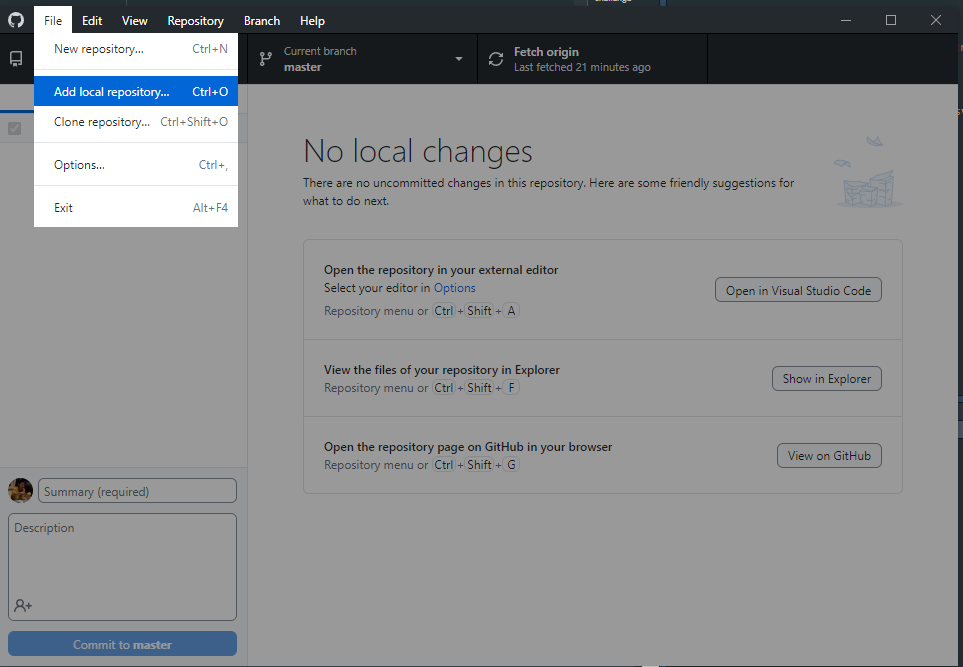 File Edit View Repository Branch Help
New repository... Ctrl+N
Add local repository... Ctrl+O
Clone repository... Ctrl+Shift+O
Options... Ctrl+,
Exit Alt+F4
Current branch
master
Fetch origin
Last fetched 21 minutes ago
No local changes
There are no uncommitted changes in this repository. Here are some friendly suggestions for
what to do next.
Open the repository in your external editor
Select your editor in Options
Repository menu or Ctrl + Shift + A
Open in Visual Studio Code
View the files of your repository in Explorer
Repository menu or Ctrl + Shift + F
Show in Explorer
Open the repository page on GitHub in your browser
Repository menu or Ctrl + Shift + G
View on GitHub
Summary (required)
Description
Commit to master